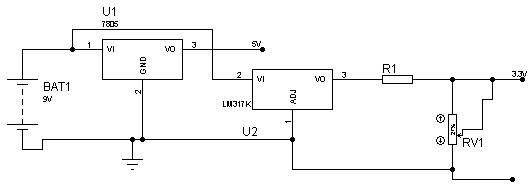 U1
7805
1
VI
VO
3
5V
GND
2
BAT1
9V
2
VI
VO
3
R1
3.3V
LM317K
ADJ
1
U2
27%
RV1